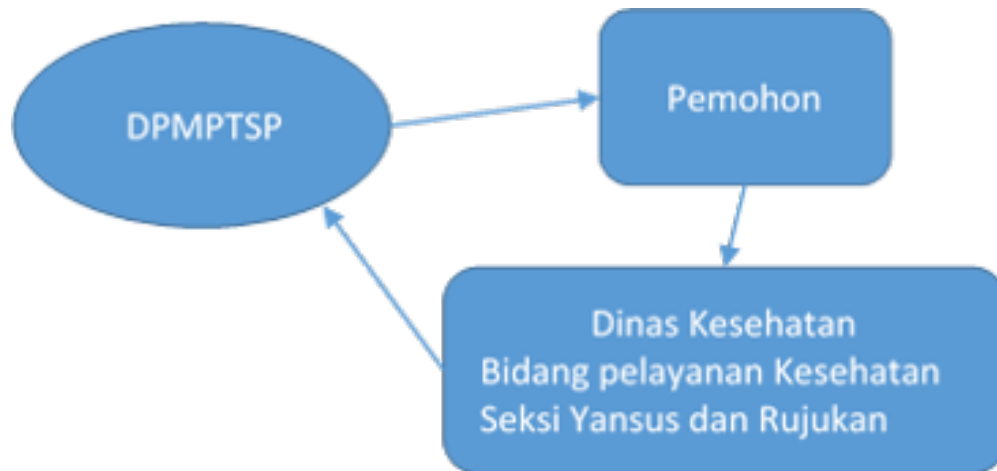 DPMPTSP
Pemohon
Dinas Kesehatan
Bidang pelayanan Kesehatan
Seksi Yansus dan Rujukan